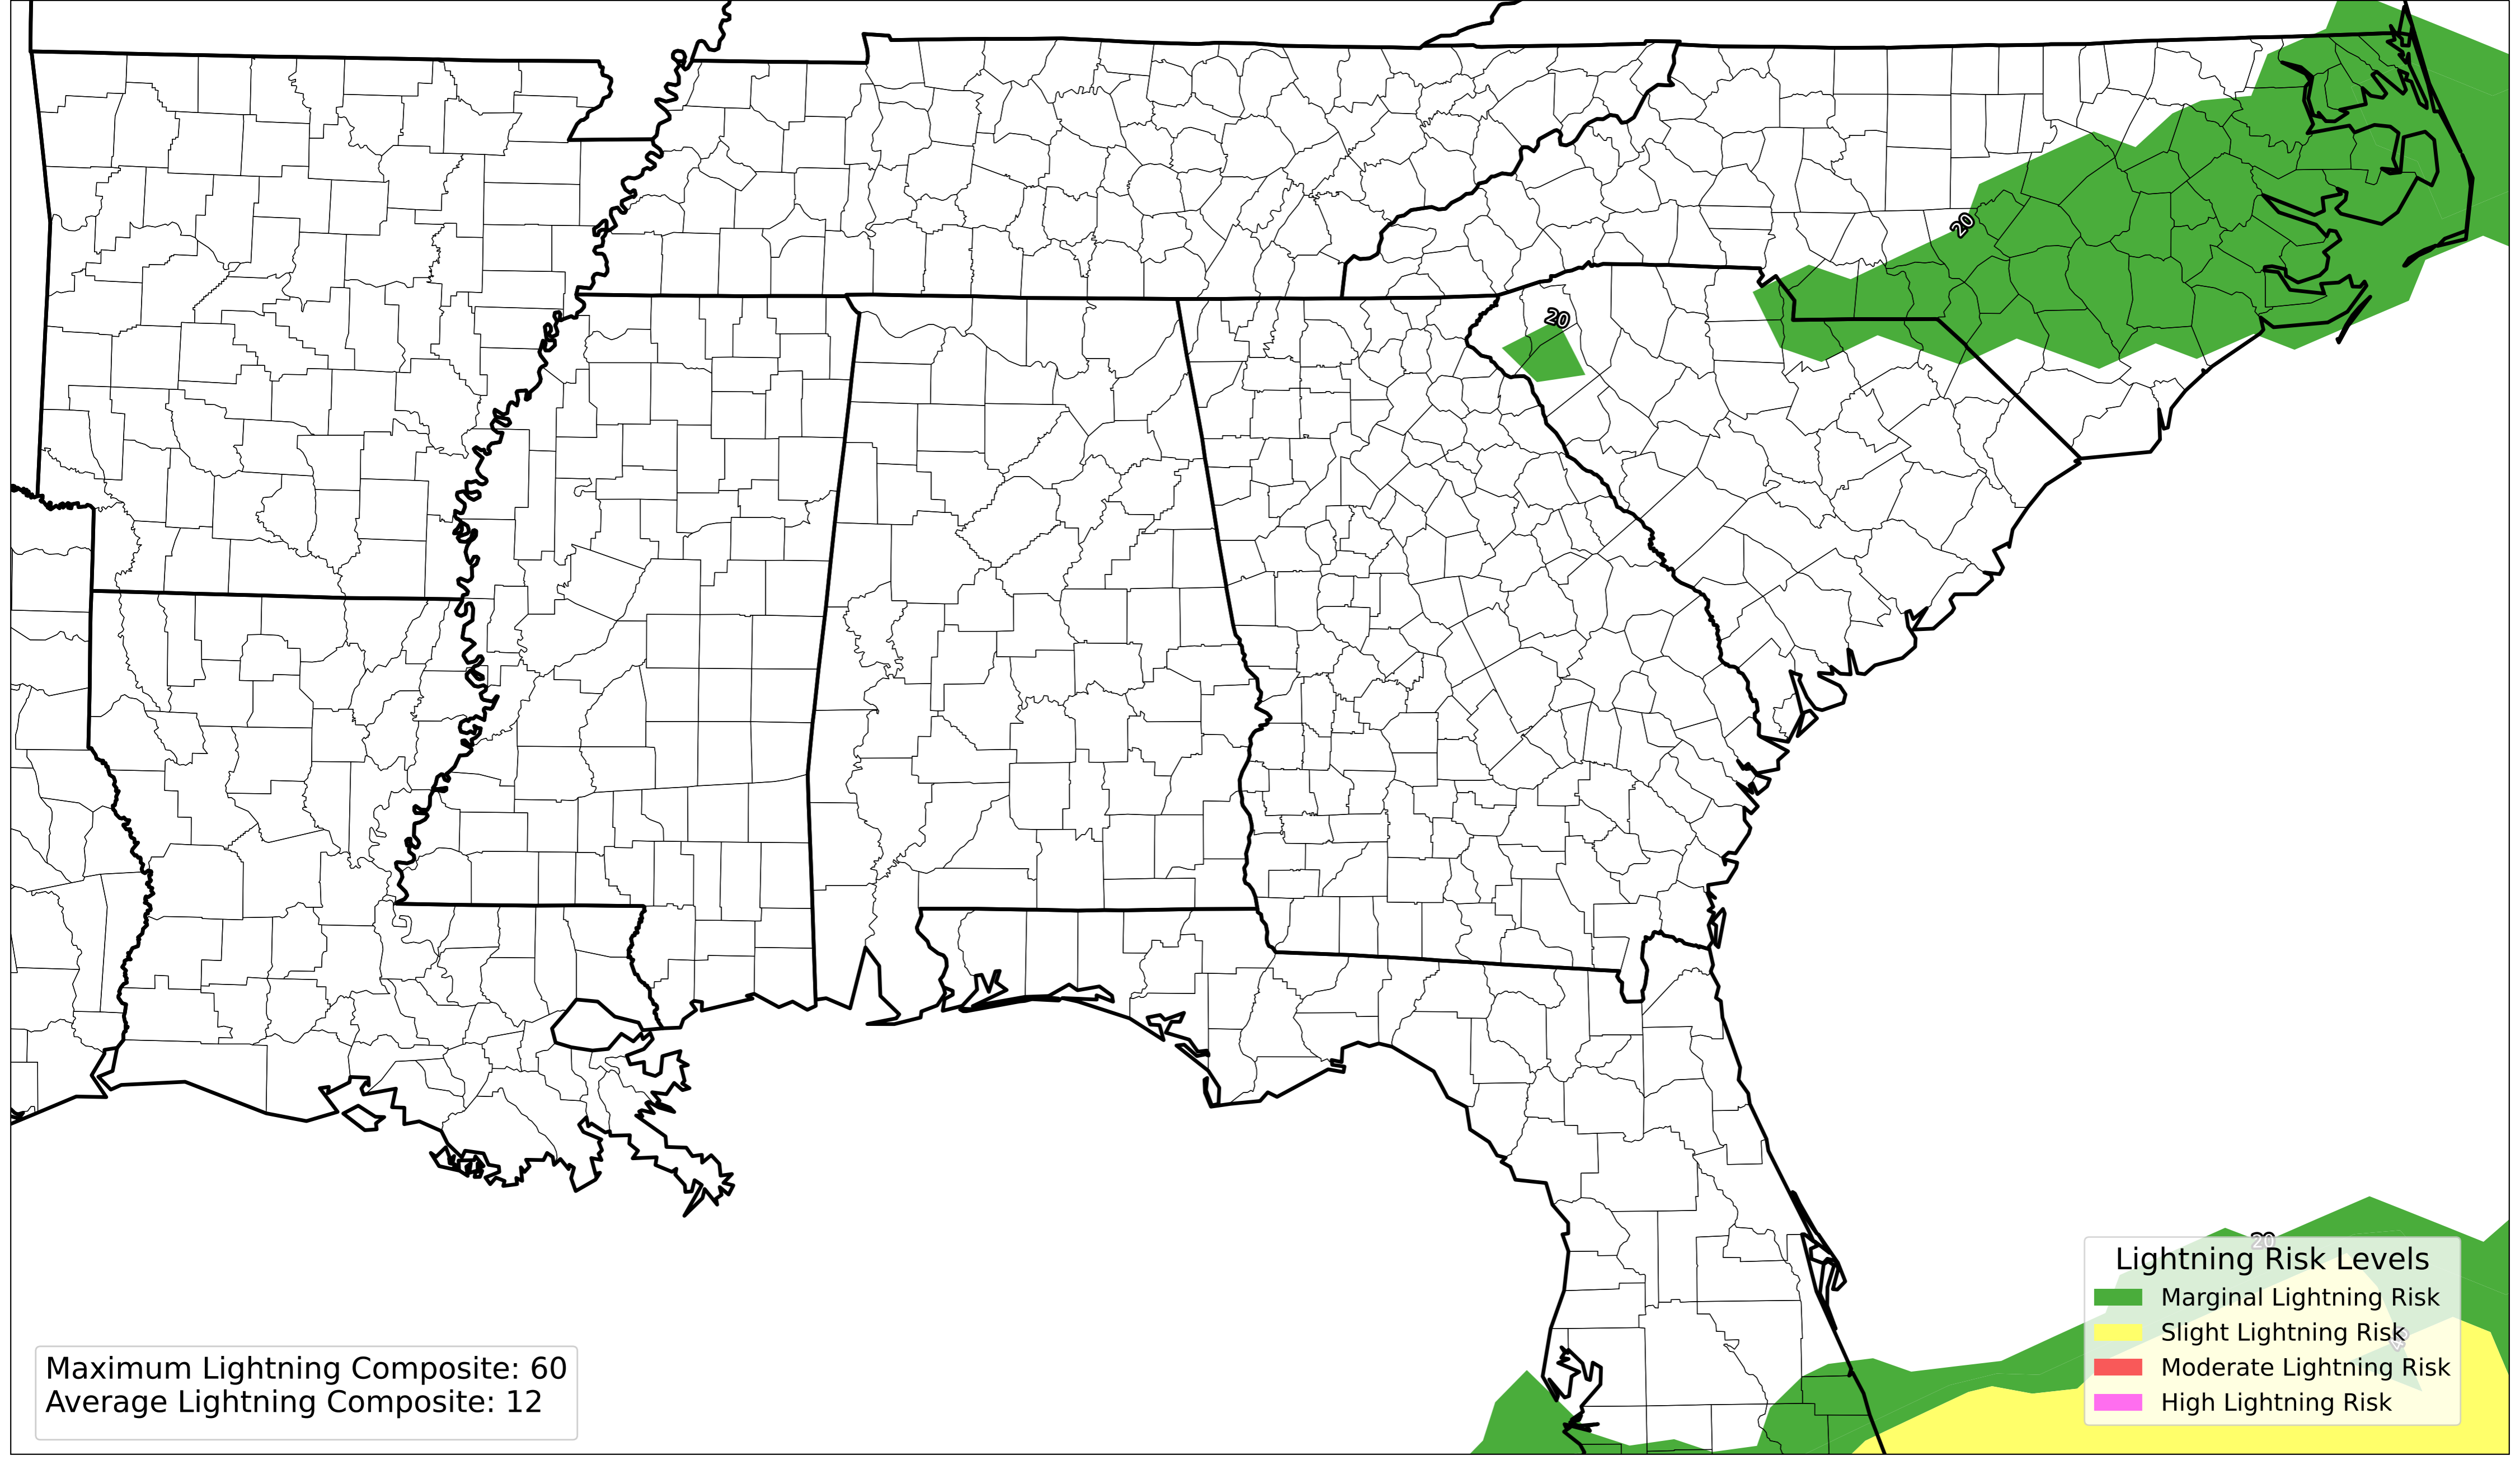 20
20
20
Lightning Risk Levels
Marginal Lightning Risk
Slight Lightning Risk
Moderate Lightning Risk
High Lightning Risk
Maximum Lightning Composite: 60
Average Lightning Composite: 12